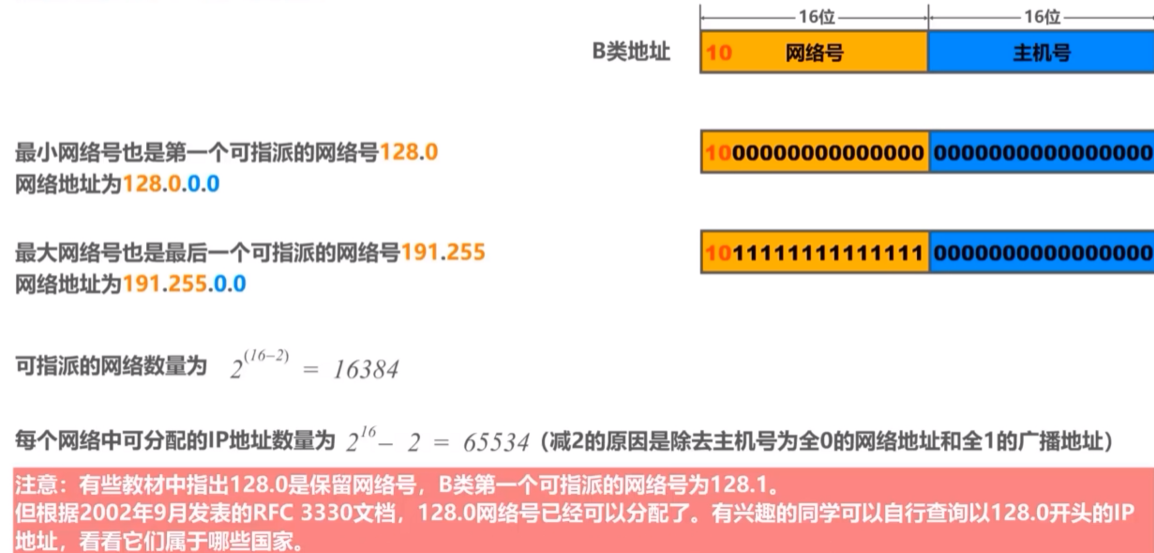 16位 16位
B类地址 10 网络号 主机号
最小网络号也是第一个可指派的网络号128.0
网络地址为128.0.0.0
1000000000000000 0000000000000000
最大网络号也是最后一个可指派的网络号191.255
网络地址为191.255.0.0
1011111111111111 0000000000000000
可指派的网络数量为 2^(16–2) = 16384
每个网络中可分配的IP地址数量为 2^16 – 2 = 65534（减2的原因是除去主机号为全0的网络地址和全1的广播地址）
注意：有些教材中指出128.0是保留网络号，B类第一个可指派的网络号为128.1。
但根据2002年9月发表的RFC 3330文档，128.0网络号已经可以分配了。有兴趣的同学可以自行查询以128.0开头的IP
地址，看看它们属于哪些国家。